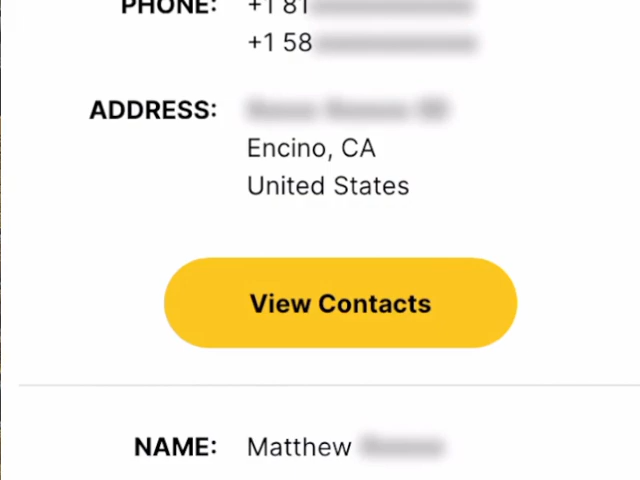 PHONE: +1 81
+1 58
ADDRESS:
Encino, CA
United States
View Contacts
NAME: Matthew